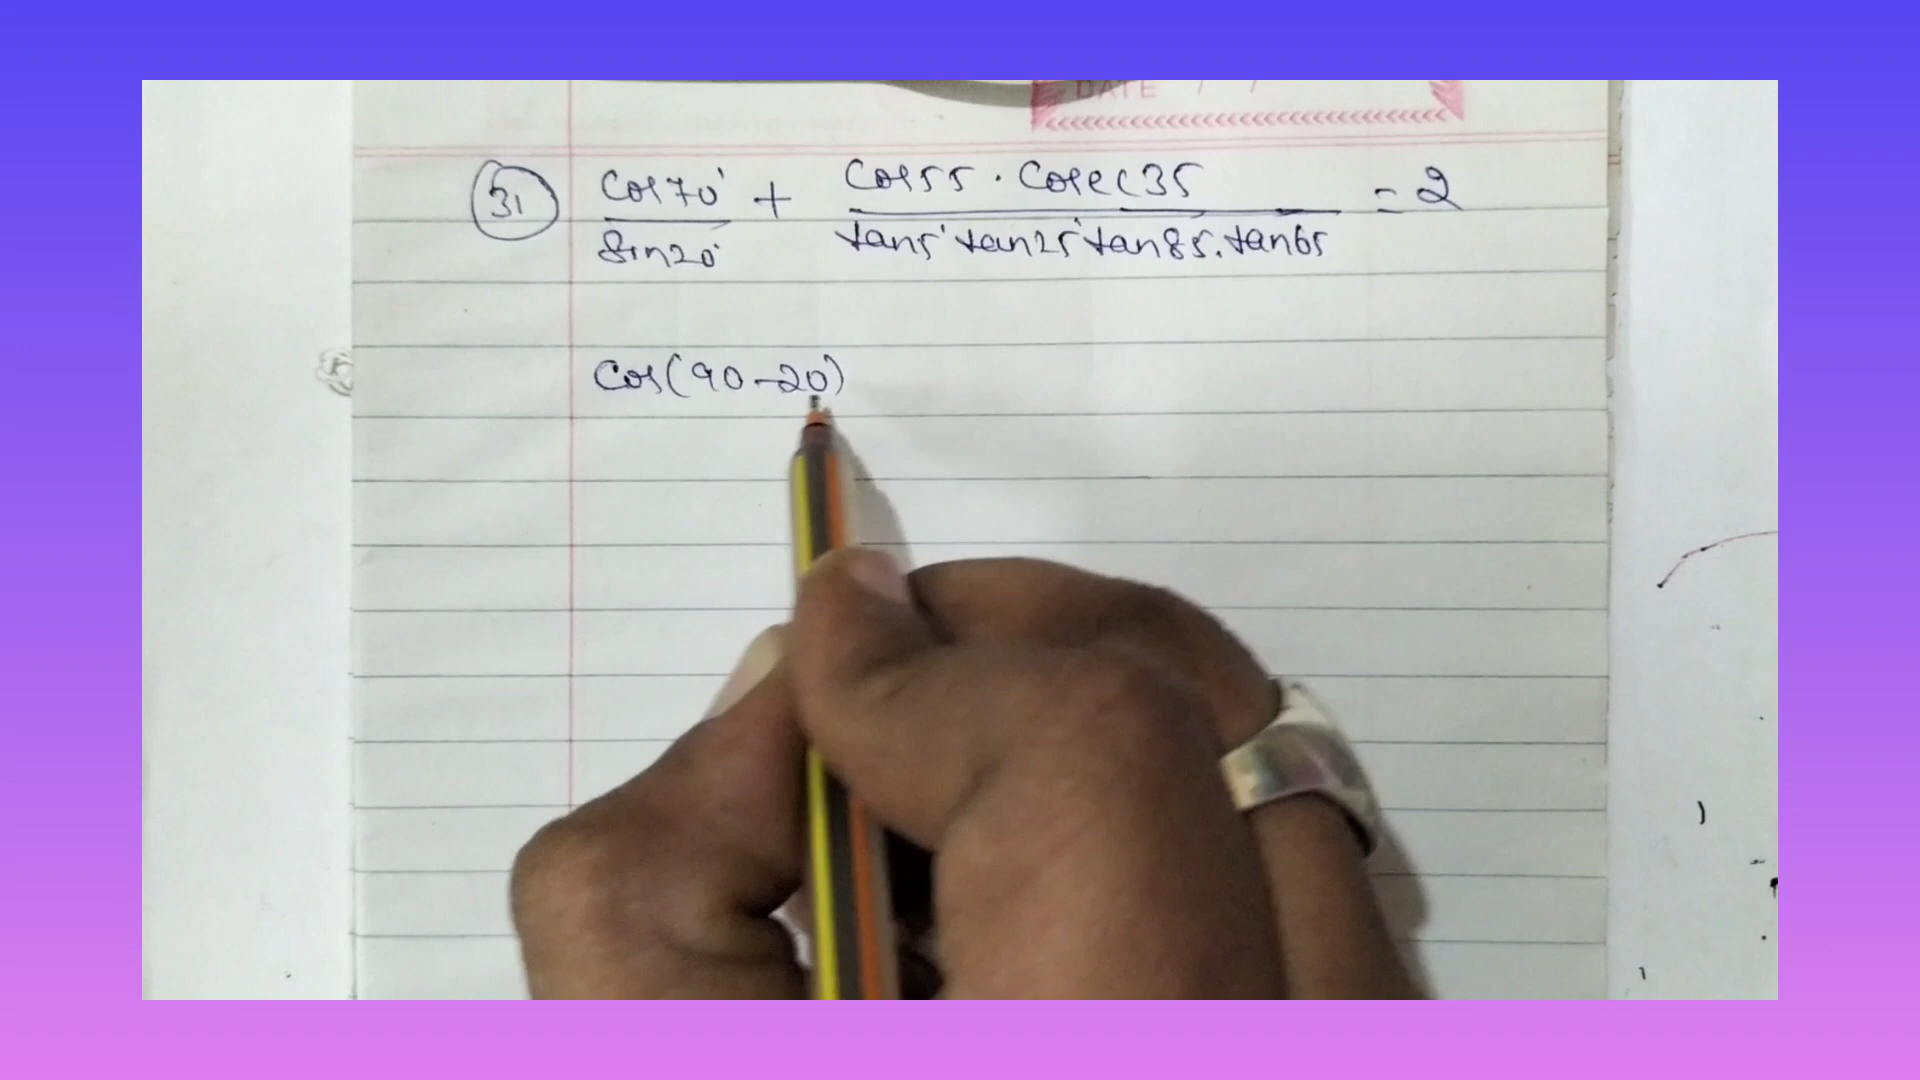 DATE / /
31 cos70° + cos55 . cosec35 = 2
sin20° tan5° tan25° tan85 . tan65
cos(90-20)